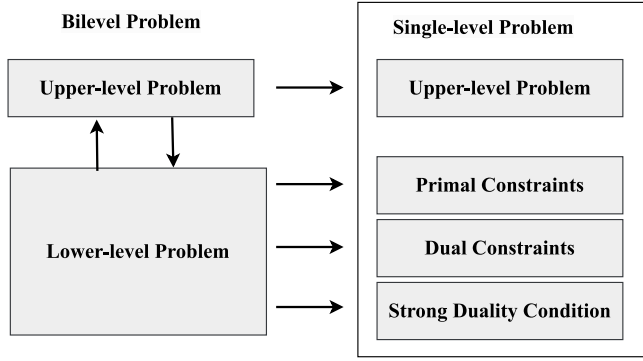 Bilevel Problem
Single-level Problem
Upper-level Problem
Upper-level Problem
Lower-level Problem
Primal Constraints
Dual Constraints
Strong Duality Condition